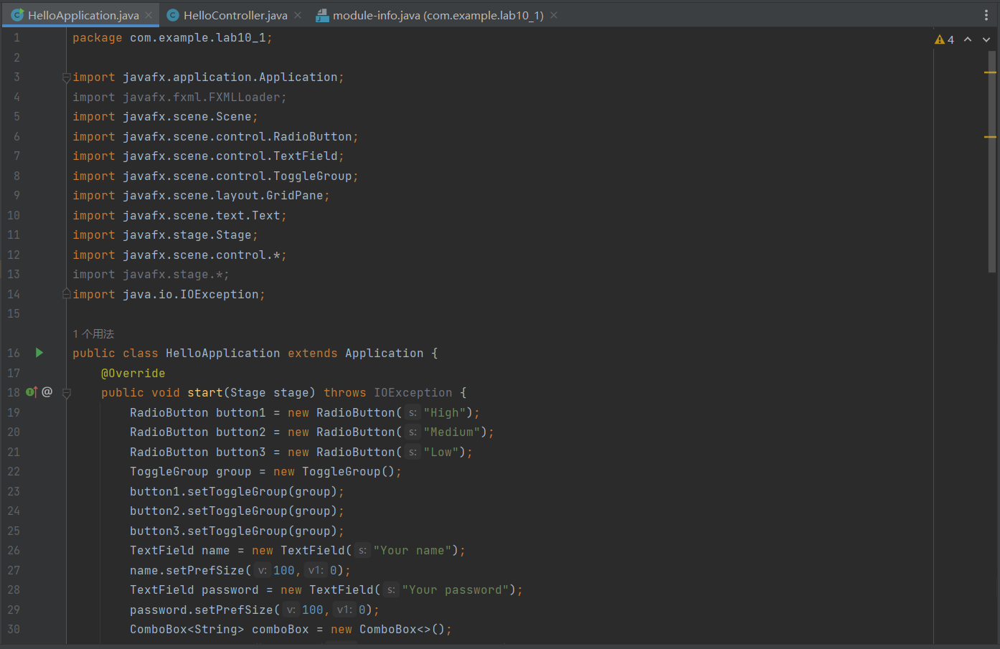 HelloApplication.java HelloController.java module-info.java (com.example.lab10_1)
4
1 package com.example.lab10_1;
2
3 import javafx.application.Application;
4 import javafx.fxml.FXMLLoader;
5 import javafx.scene.Scene;
6 import javafx.scene.control.RadioButton;
7 import javafx.scene.control.TextField;
8 import javafx.scene.control.ToggleGroup;
9 import javafx.scene.layout.GridPane;
10 import javafx.scene.text.Text;
11 import javafx.stage.Stage;
12 import javafx.scene.control.*;
13 import javafx.stage.*;
14 import java.io.IOException;
15
1 个用法
16 public class HelloApplication extends Application {
17 @Override
18 @ public void start(Stage stage) throws IOException {
19 RadioButton button1 = new RadioButton( s: "High");
20 RadioButton button2 = new RadioButton( s: "Medium");
21 RadioButton button3 = new RadioButton( s: "Low");
22 ToggleGroup group = new ToggleGroup();
23 button1.setToggleGroup(group);
24 button2.setToggleGroup(group);
25 button3.setToggleGroup(group);
26 TextField name = new TextField( s: "Your name");
27 name.setPrefSize( v: 100, v1: 0);
28 TextField password = new TextField( s: "Your password");
29 password.setPrefSize( v: 100, v1: 0);
30 ComboBox<String> comboBox = new ComboBox<>();